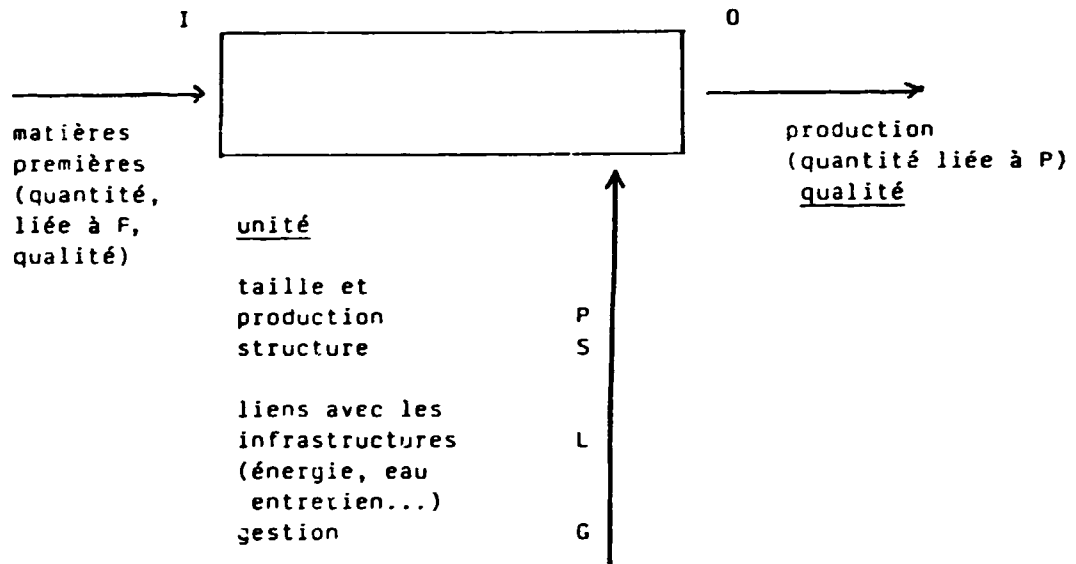 I
O
matières
premières
(quantité,
liée à F,
qualité)
production
(quantité liée à P)
qualité
unité
taille et
production P
structure S
liens avec les
infrastructures L
(énergie, eau
entretien...)
gestion G